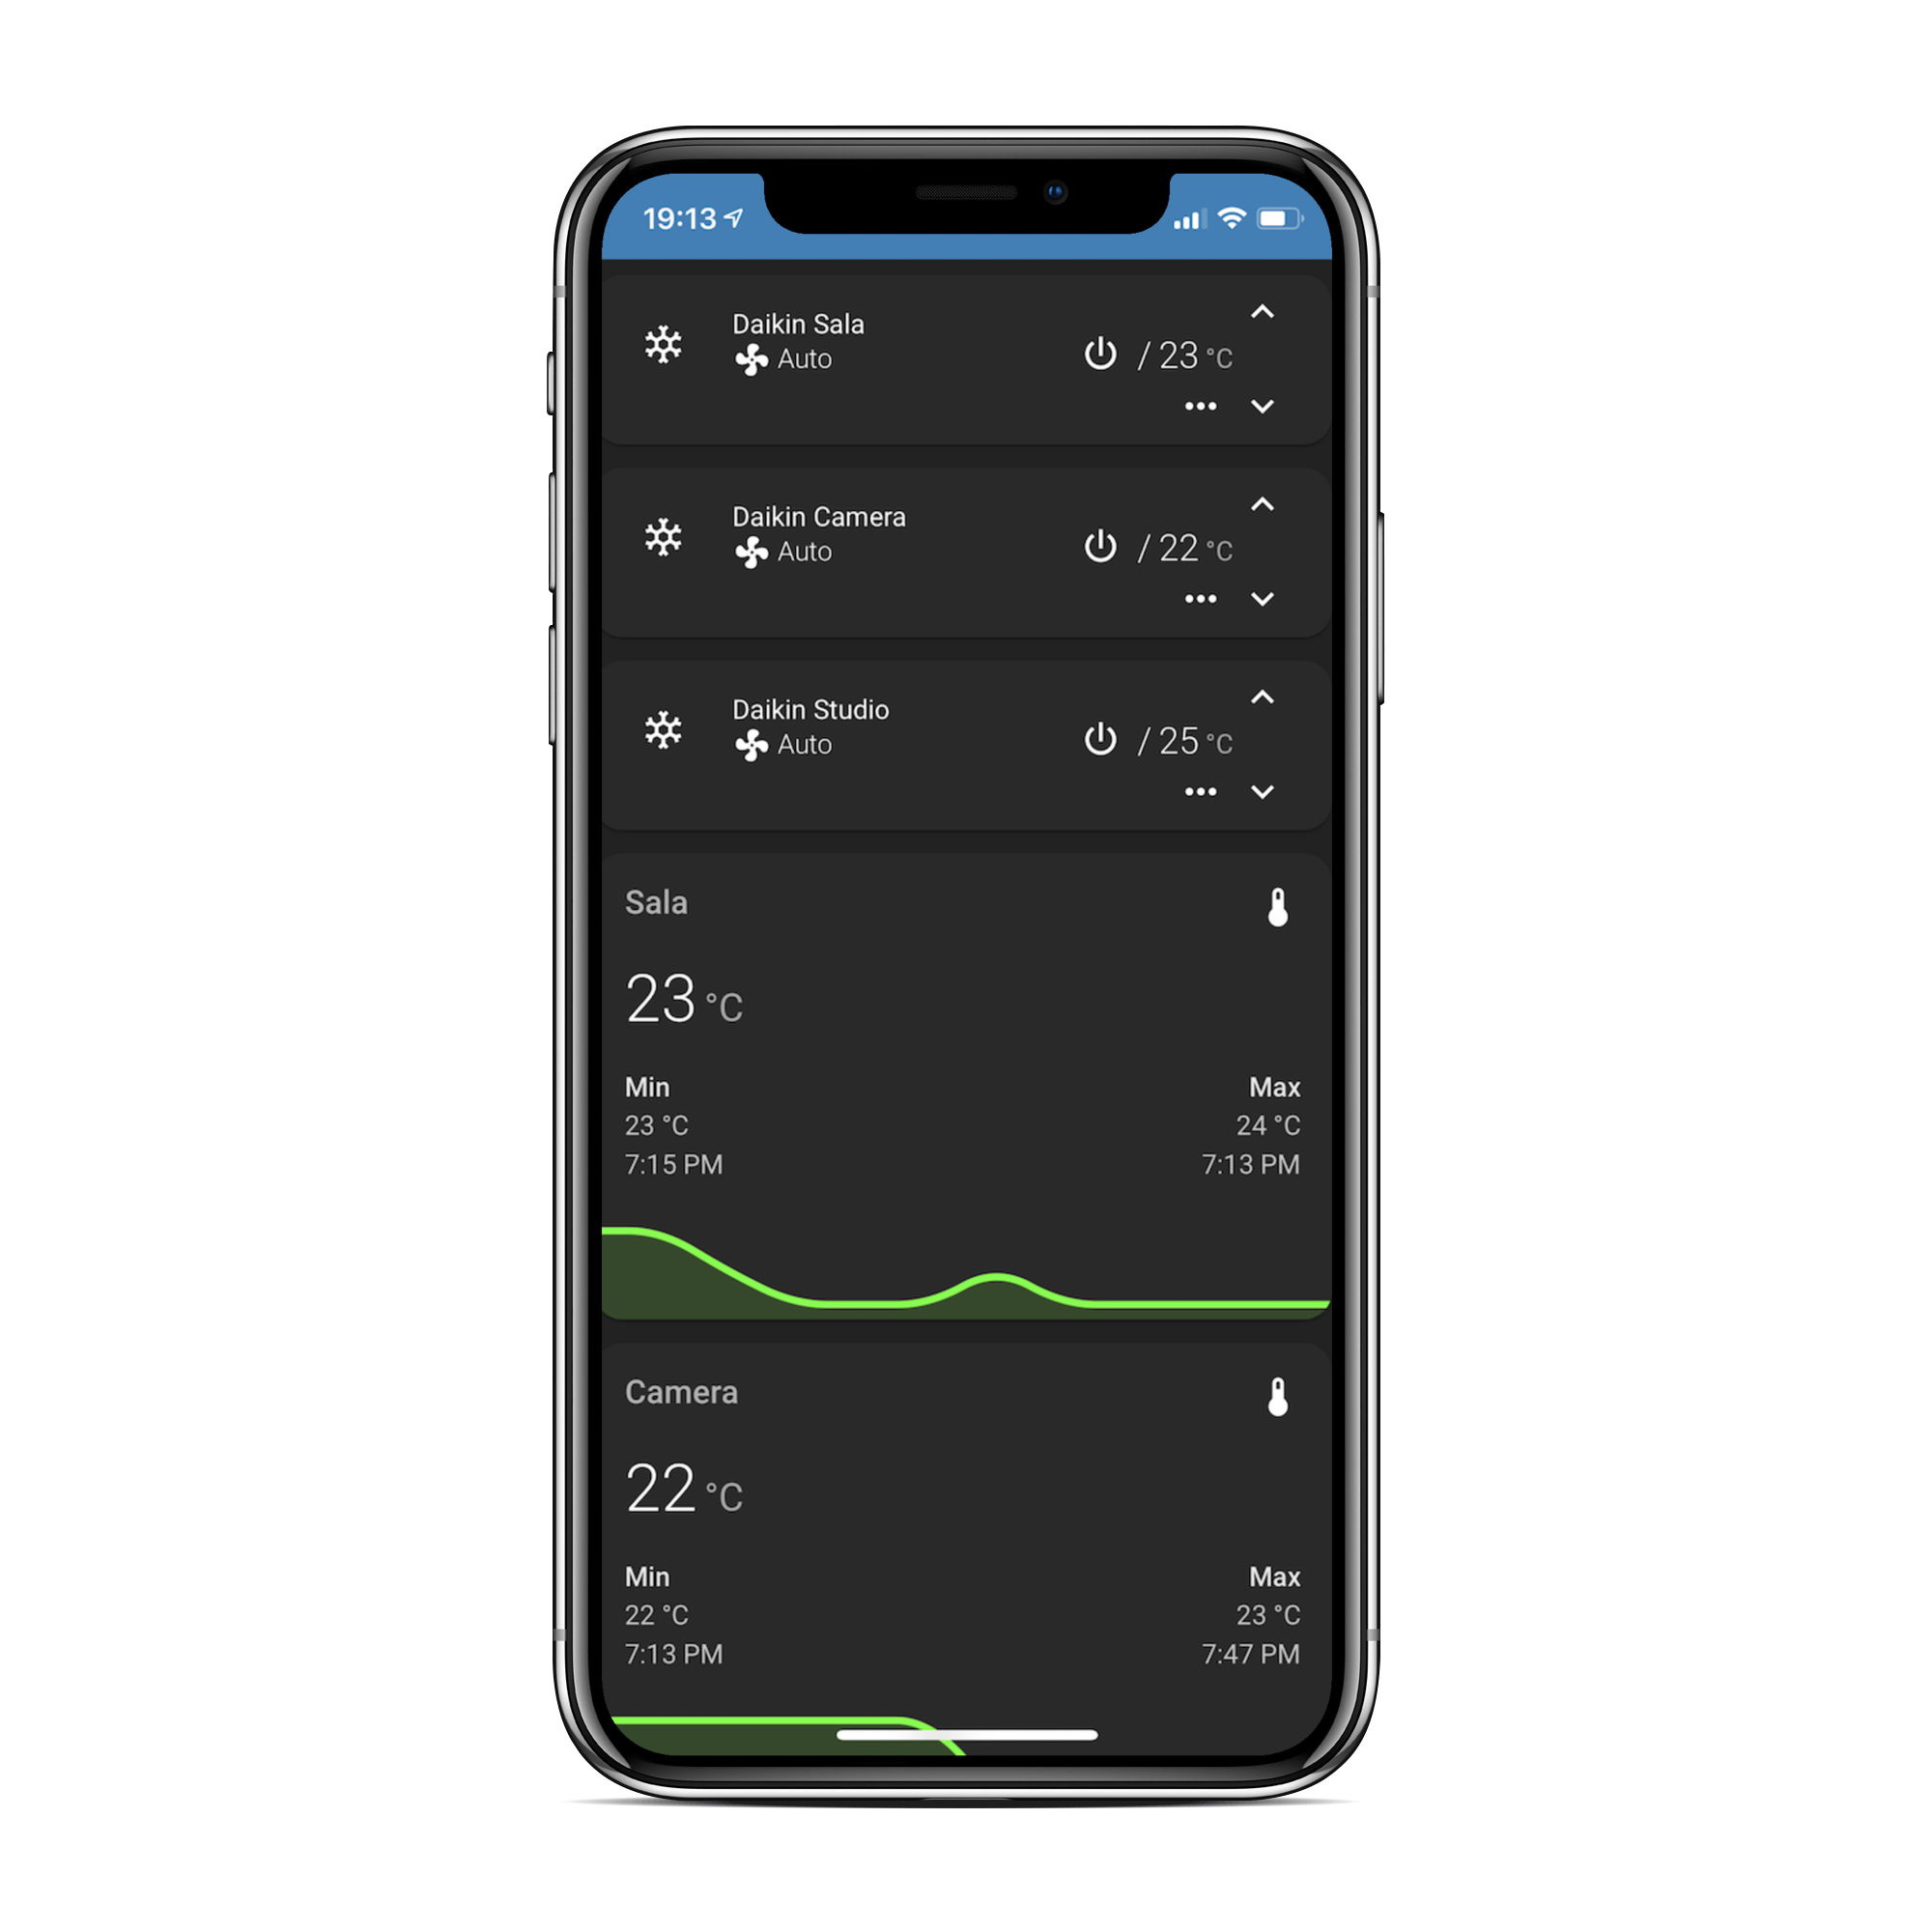 19:13
Daikin Sala
Auto
/ 23 °C
Daikin Camera
Auto
/ 22 °C
Daikin Studio
Auto
/ 25 °C
Sala
23 °C
Min Max
23 °C 24 °C
7:15 PM 7:13 PM
Camera
22 °C
Min Max
22 °C 23 °C
7:13 PM 7:47 PM